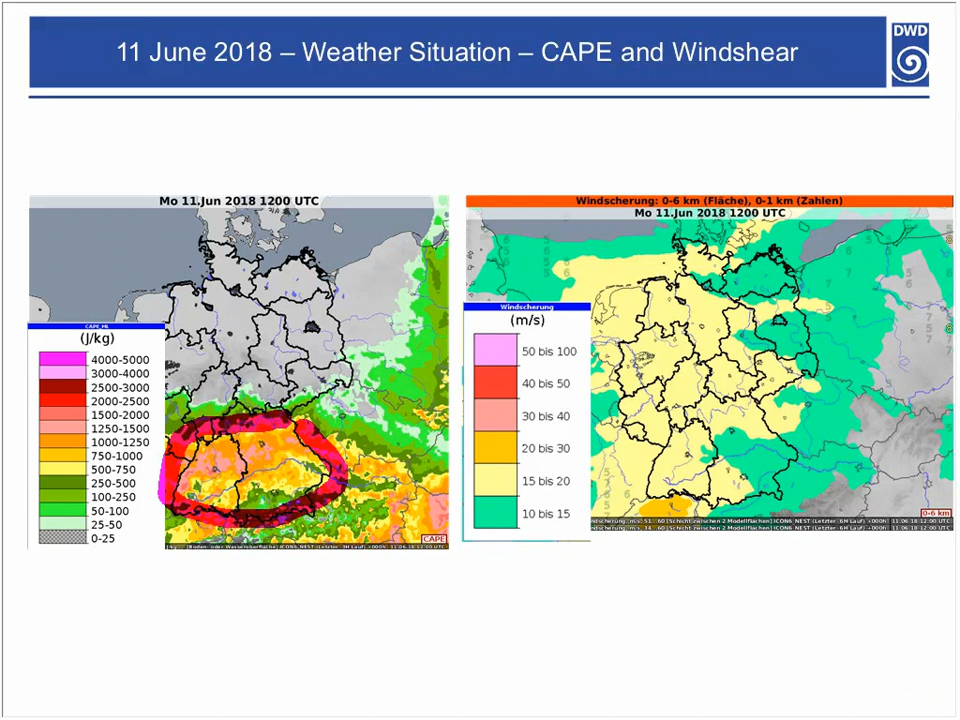 11 June 2018 – Weather Situation – CAPE and Windshear
DWD
Mo 11.Jun 2018 1200 UTC
CAPE_ML
(J/kg)
4000-5000
3000-4000
2500-3000
2000-2500
1500-2000
1250-1500
1000-1250
750-1000
500-750
250-500
100-250
50-100
25-50
0-25
CAPE
Windscherung: 0-6 km (Fläche), 0-1 km (Zahlen)
Mo 11.Jun 2018 1200 UTC
Windscherung
(m/s)
50 bis 100
40 bis 50
30 bis 40
20 bis 30
15 bis 20
10 bis 15
0-6 km